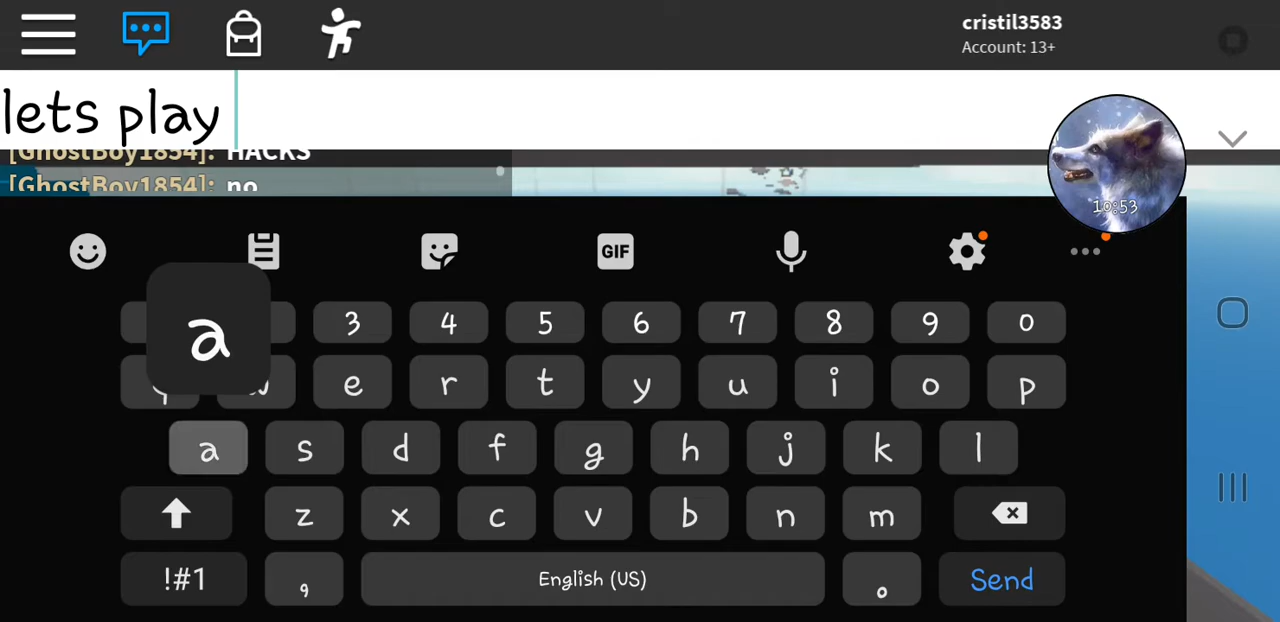 cristil3583
Account: 13+
lets play
[GhostBoy1854]: HACKS
[GhostBoy1854]: no
10:53
GIF
a
3 4 5 6 7 8 9 0
e r t y u i o p
a s d f g h j k l
z x c v b n m
!#1 , English (US) . Send